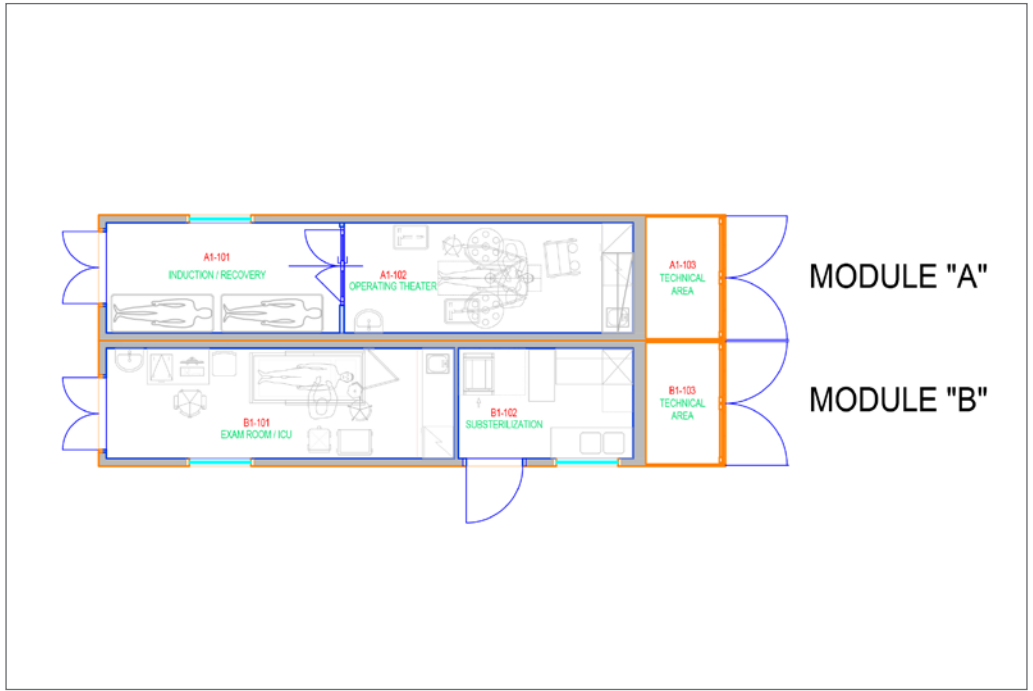 A1-101
INDUCTION / RECOVERY
A1-102
OPERATING THEATER
A1-103
TECHNICAL
AREA
MODULE "A"
B1-101
EXAM ROOM / ICU
B1-102
SUBSTERILIZATION
B1-103
TECHNICAL
AREA
MODULE "B"